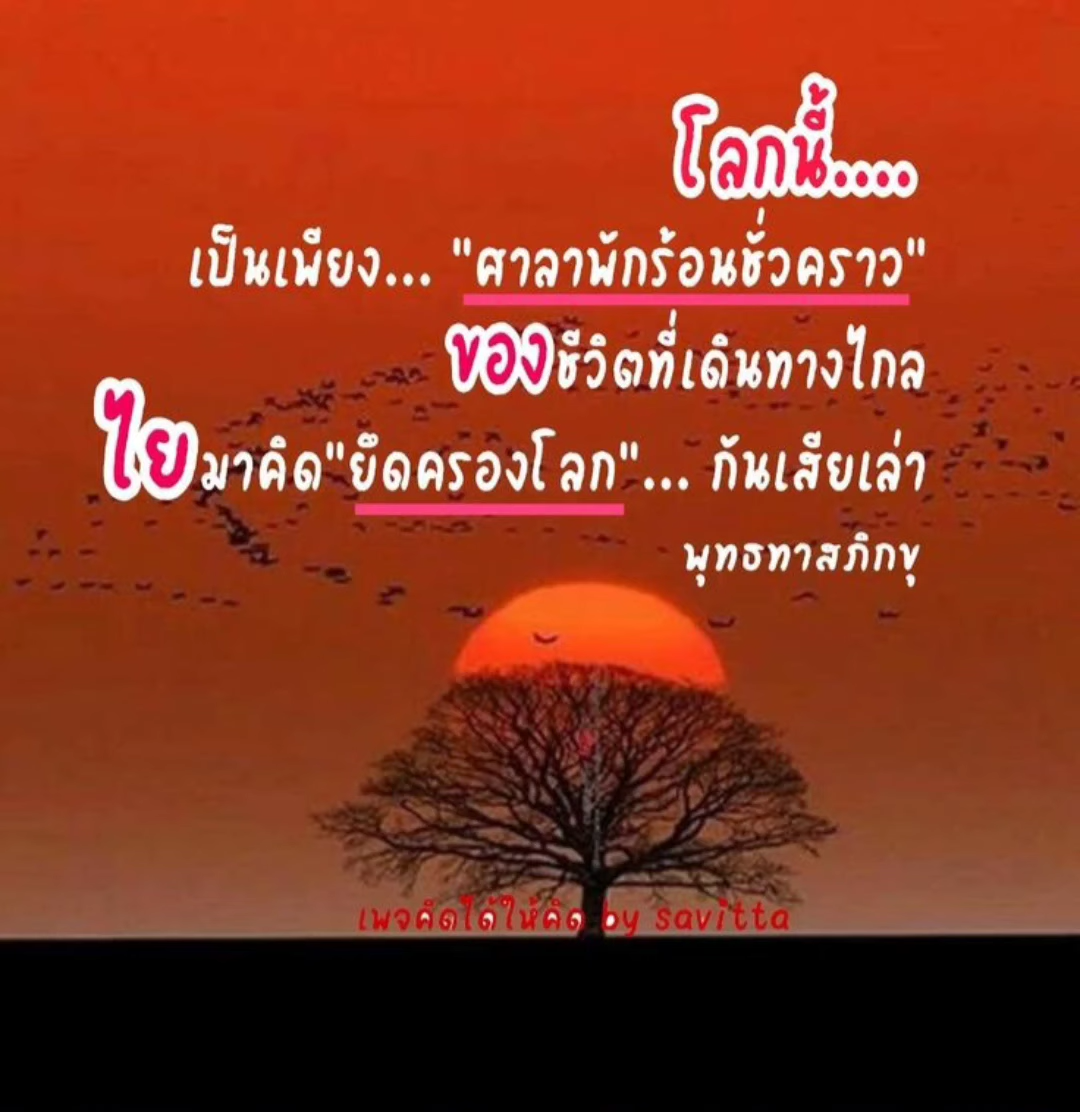 โลกนี้....
เป็นเพียง... "ศาลาพักร้อนชั่วคราว"
ของชีวิตที่เดินทางไกล
ไยมาคิด"ยึดครองโลก"... กันเสียเล่า
พุทธทาสภิกขุ
เพจคิดได้ให้คิด by savitta